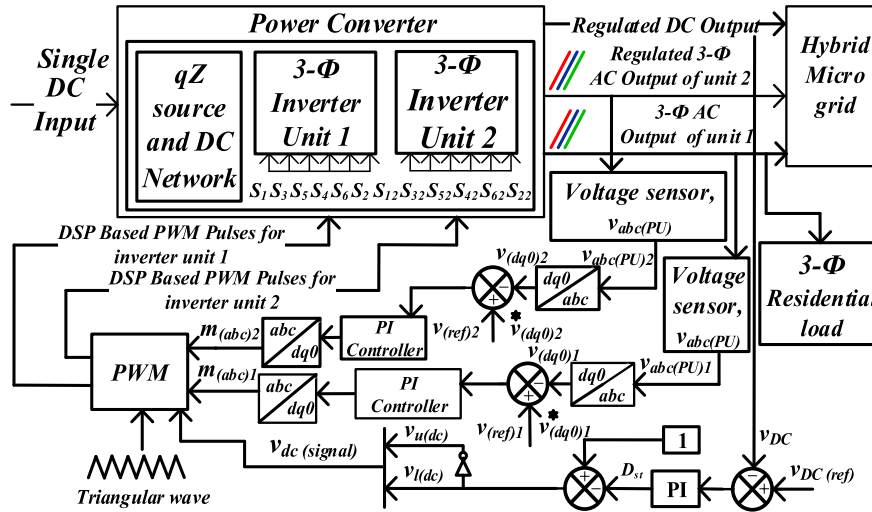 Power Converter
Regulated DC Output
Single
DC
Input
qZ
source
and DC
Network
3-Φ
Inverter
Unit 1
3-Φ
Inverter
Unit 2
S1 S3 S5 S4 S6 S2 S12 S32 S52 S42 S62 S22
Regulated 3-Φ
AC Output of unit 2
3-Φ AC
Output of unit 1
Hybrid
Micro
grid
DSP Based PWM Pulses for
inverter unit 1
DSP Based PWM Pulses for
inverter unit 2
Voltage sensor,
vabc(PU)
Voltage
sensor,
vabc(PU)
3-Φ
Residential
load
v(dq0)2
vabc(PU)2
dq0
abc
+
−
v(ref)2
v*(dq0)2
PI
Controller
abc
dq0
m(abc)2
PWM
m(abc)1
abc
dq0
PI
Controller
v(dq0)1
+
−
dq0
abc
vabc(PU)1
v(ref)1
v*(dq0)1
vdc (signal)
vu(dc)
vl(dc)
1
+
−
Dst
PI
−
+
vDC
vDC (ref)
Triangular wave